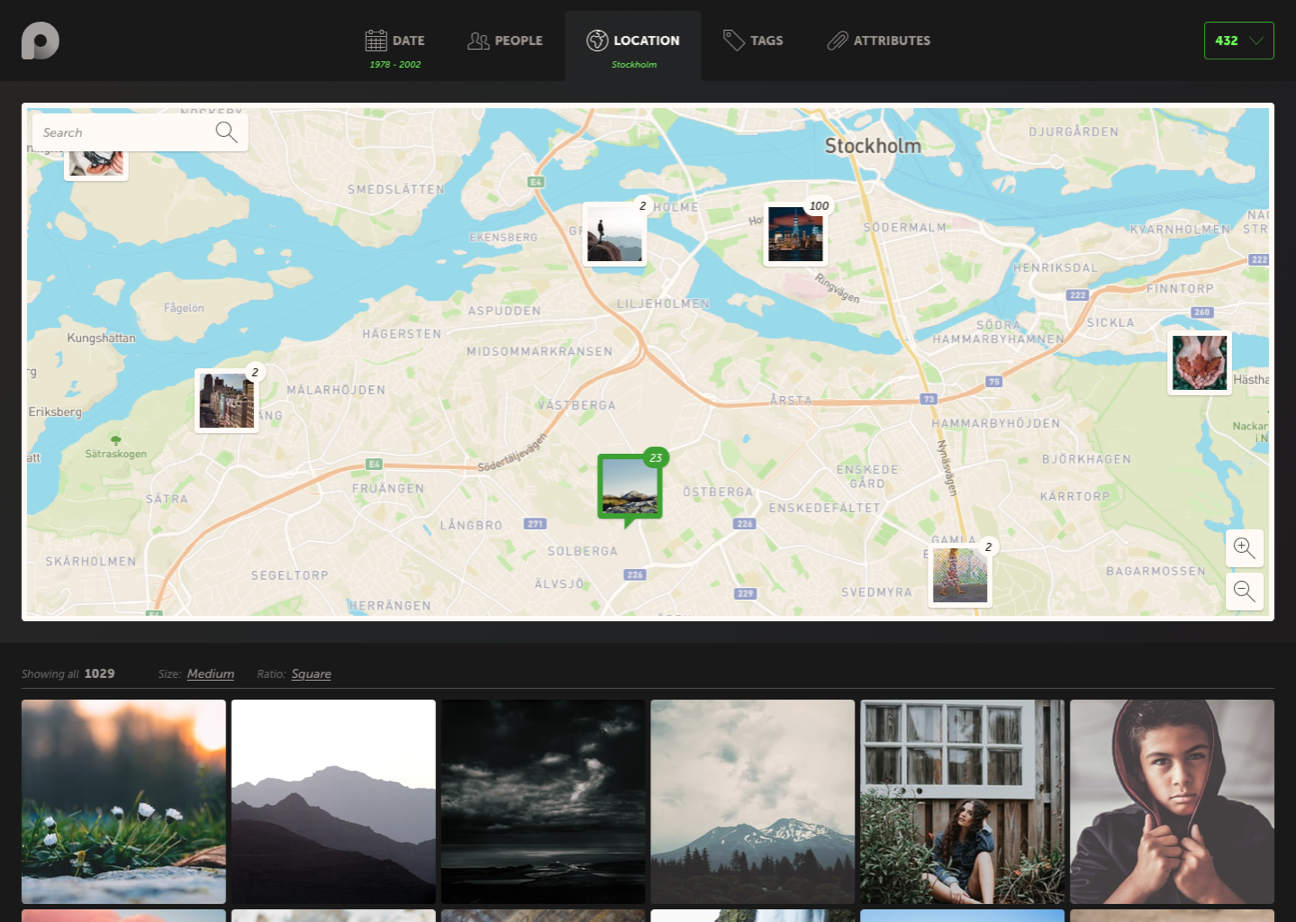 DATE
1978 - 2002
PEOPLE
LOCATION
Stockholm
TAGS
ATTRIBUTES
432
Search
Stockholm
DJURGÅRDEN
SMEDSLÄTTEN
E4
2
HOLME
100
SÖDERMALM
KVARNHOLMEN
EKENSBERG
222
HENRIKSDAL
Ringvägen
FINNTORP
222
Fågelön
LILJEHOLMEN
ASPUDDEN
260
SÖDRA
HAMMARBYHAMNEN
SICKLA
Kungshättan
HÄGERSTEN
MIDSOMMARKRANSEN
2
MÄLARHÖJDEN
75
Eriksberg
VÄSTBERGA
ÅRSTA
73
HAMMARBYHÖJDEN
Sätraskogen
Södertäljevägen
23
E4
Nynäsvägen
BJÖRKHAGEN
ENSKEDE
GÅRD
FRUÄNGEN
ÖSTBERGA
SÄTRA
KÄRRTORP
ENSKEDEFÄLTET
LÅNGBRO
271
226
SOLBERGA
2
SKÄRHOLMEN
SEGELTORP
226
BAGARMOSSEN
ÄLVSJÖ
229
SVEDMYRA
HERRÄNGEN
Showing all 1029
Size: Medium
Ratio: Square